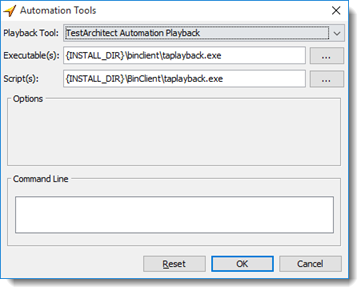 Automation Tools
Playback Tool: TestArchitect Automation Playback
Executable(s): {INSTALL_DIR}\binclient\taplayback.exe ...
Script(s): {INSTALL_DIR}\BinClient\taplayback.exe ...
Options
Command Line
Reset OK Cancel